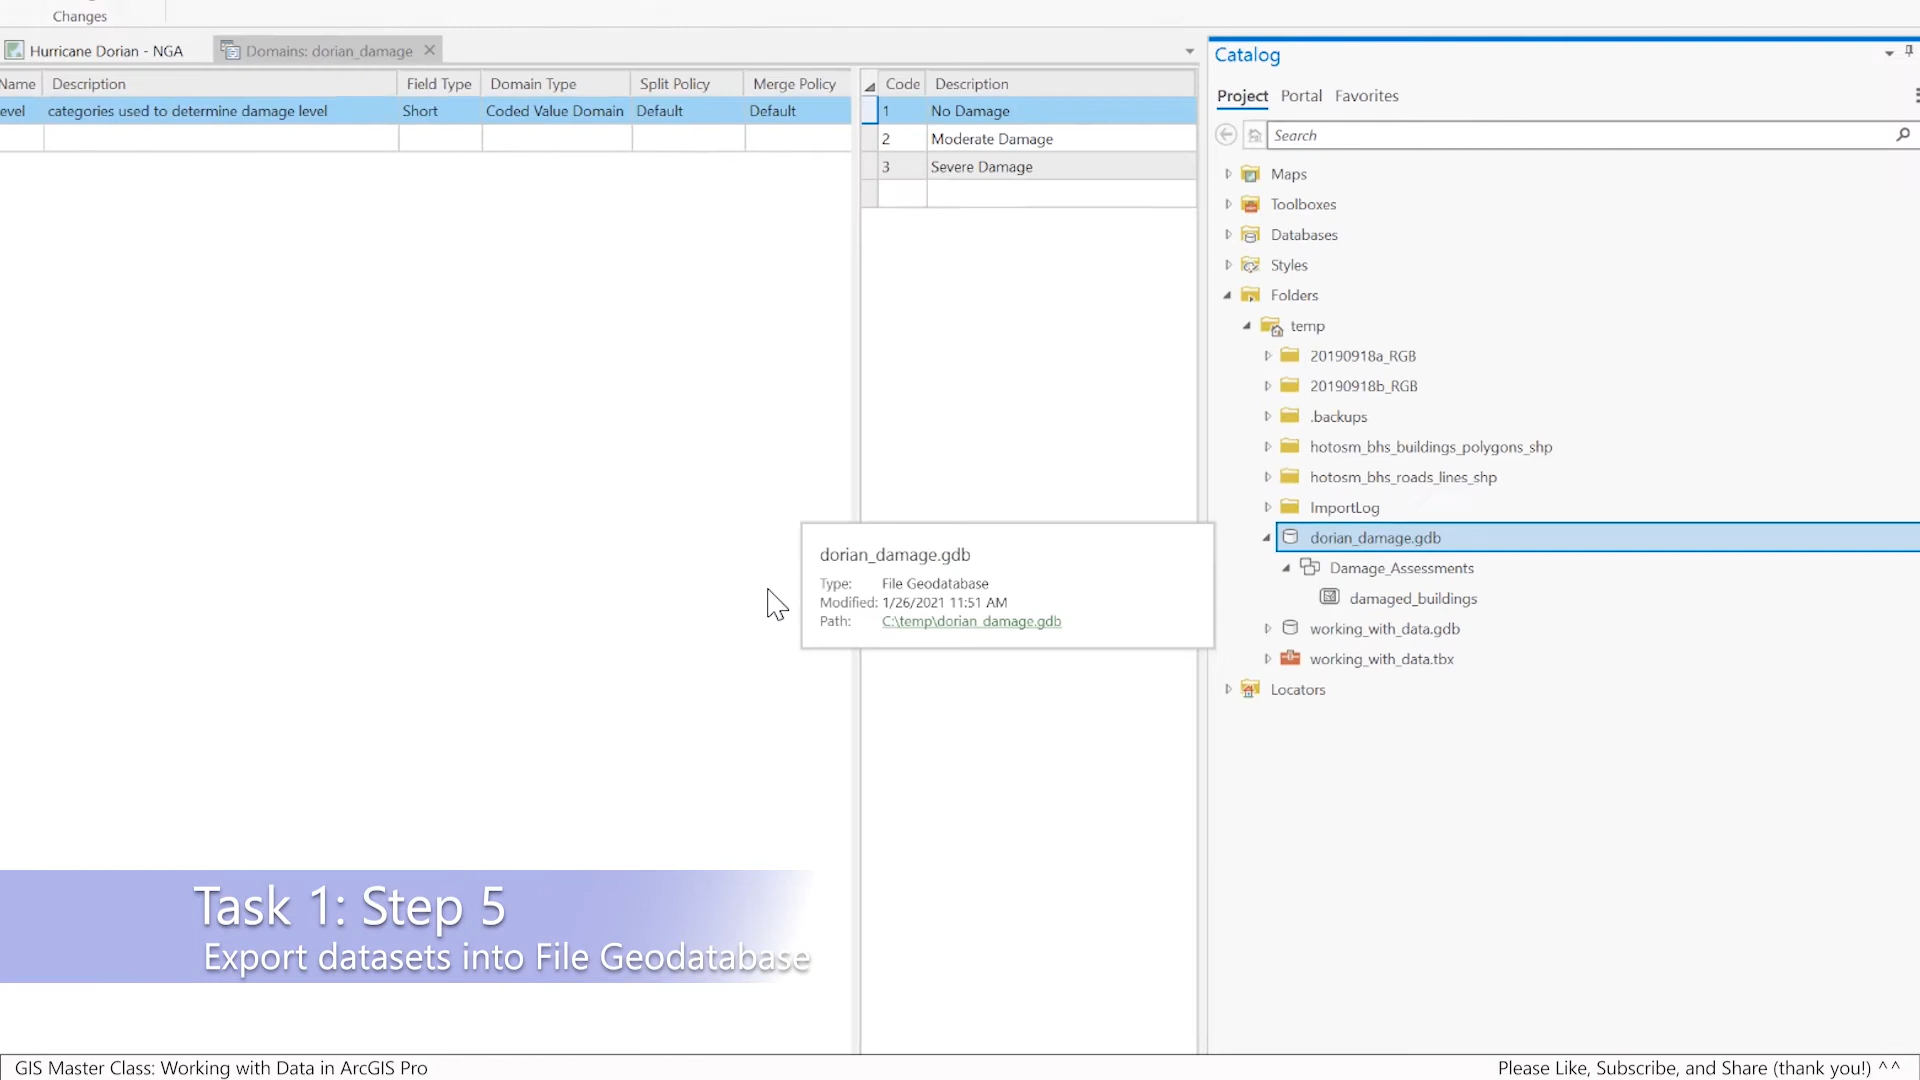 Changes
Hurricane Dorian - NGA
Domains: dorian_damage
Name Description Field Type Domain Type Split Policy Merge Policy
evel categories used to determine damage level Short Coded Value Domain Default Default
Code Description
1 No Damage
2 Moderate Damage
3 Severe Damage
Catalog
Project Portal Favorites
Search
Maps
Toolboxes
Databases
Styles
Folders
temp
20190918a_RGB
20190918b_RGB
.backups
hotosm_bhs_buildings_polygons_shp
hotosm_bhs_roads_lines_shp
ImportLog
dorian_damage.gdb
Damage_Assessments
damaged_buildings
working_with_data.gdb
working_with_data.tbx
Locators
dorian_damage.gdb
Type: File Geodatabase
Modified: 1/26/2021 11:51 AM
Path: C:\temp\dorian_damage.gdb
Task 1: Step 5
Export datasets into File Geodatabase
GIS Master Class: Working with Data in ArcGIS Pro
Please Like, Subscribe, and Share (thank you!) ^^